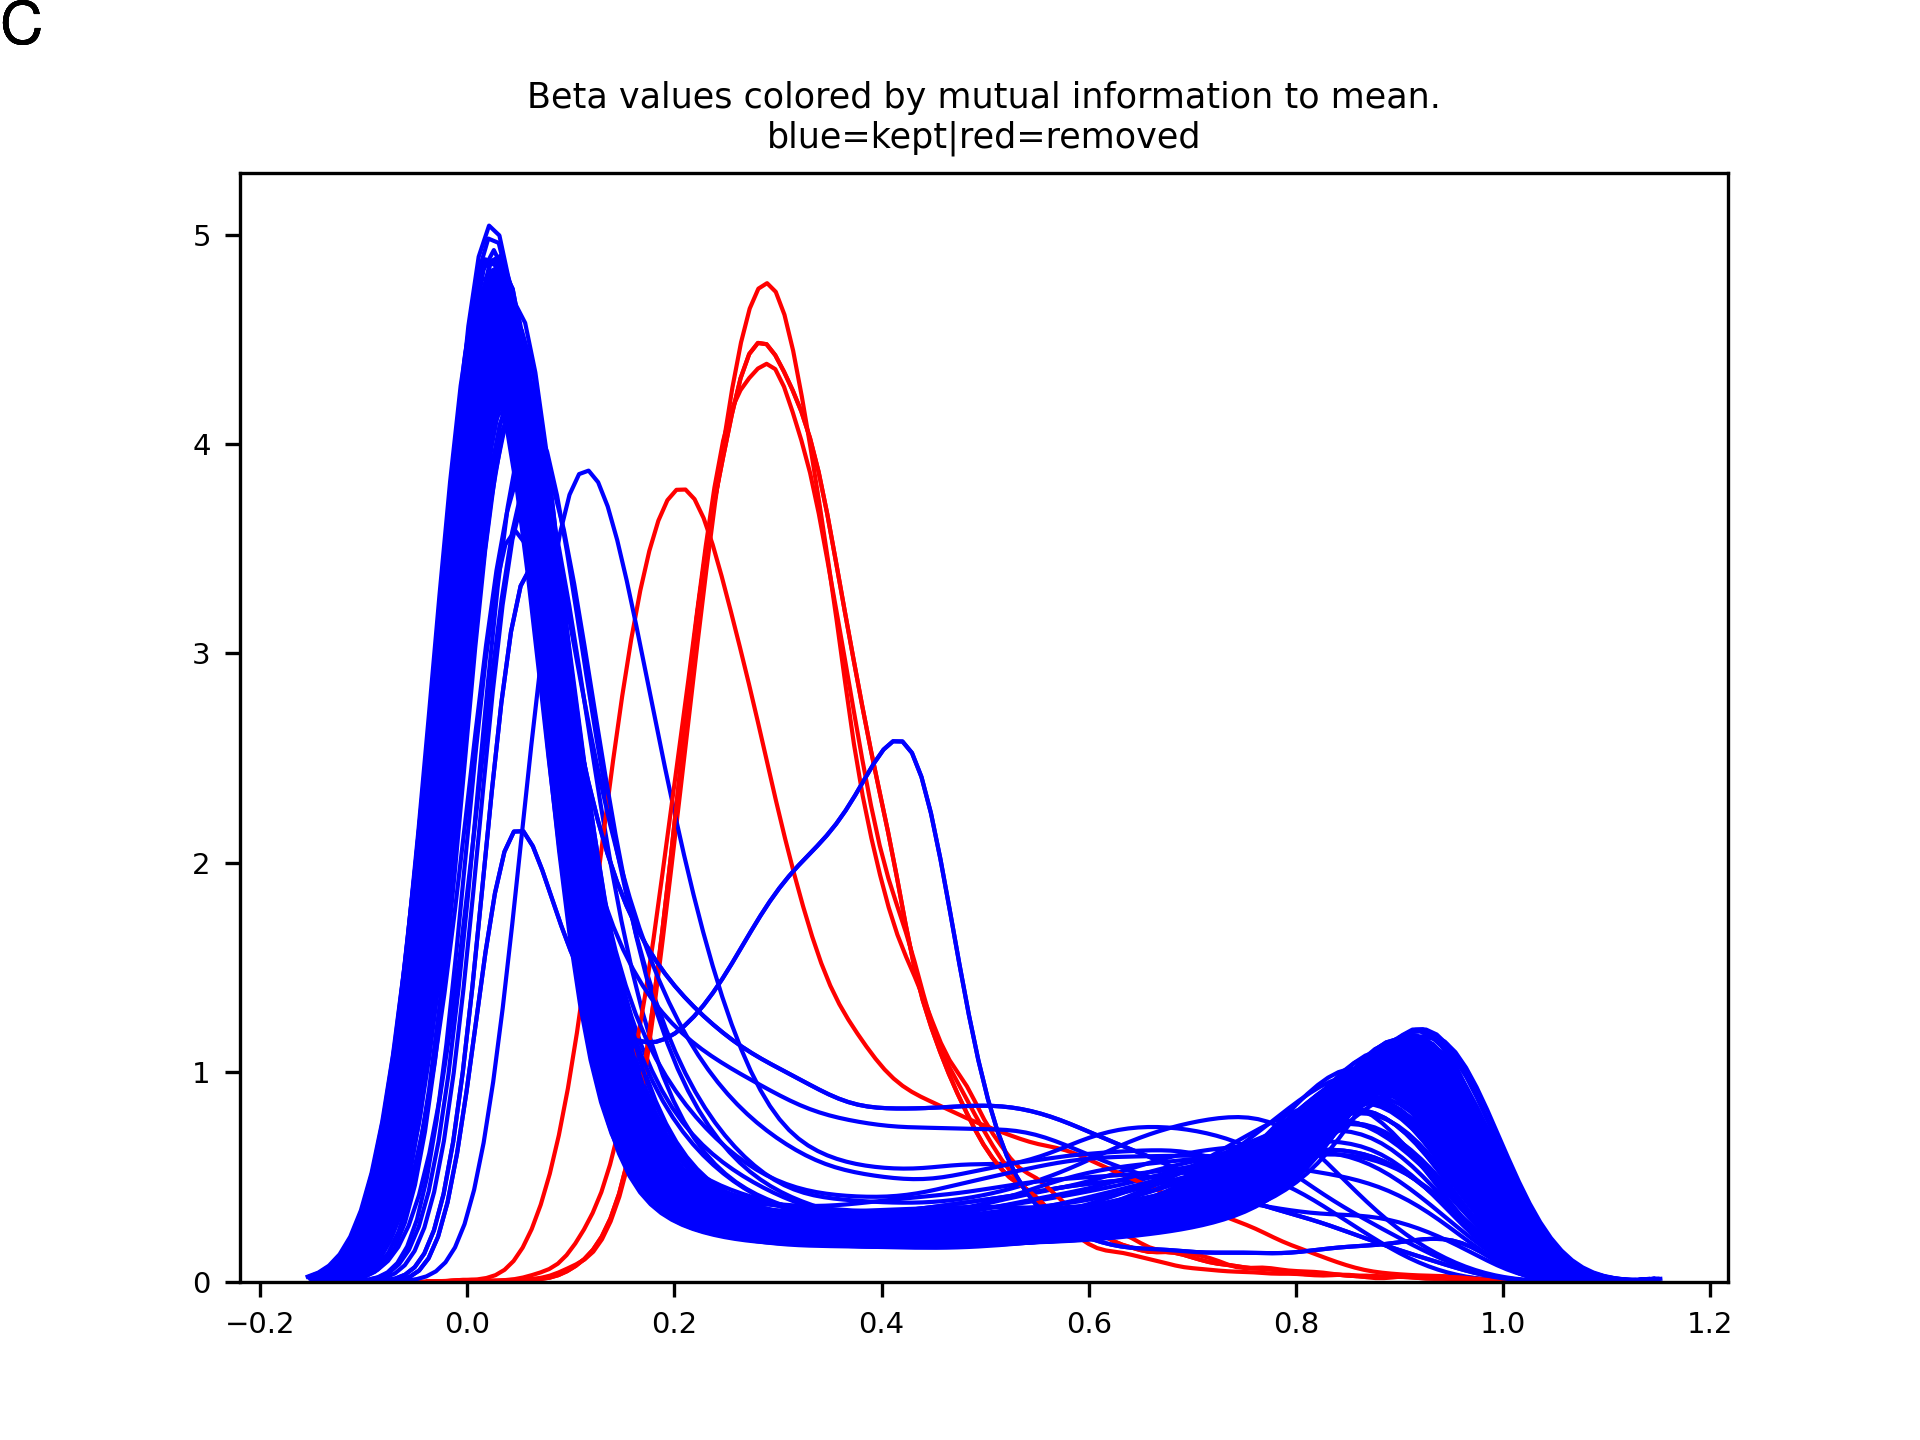 C
Beta values colored by mutual information to mean.
blue=kept|red=removed
5
4
3
2
1
0
−0.2 0.0 0.2 0.4 0.6 0.8 1.0 1.2